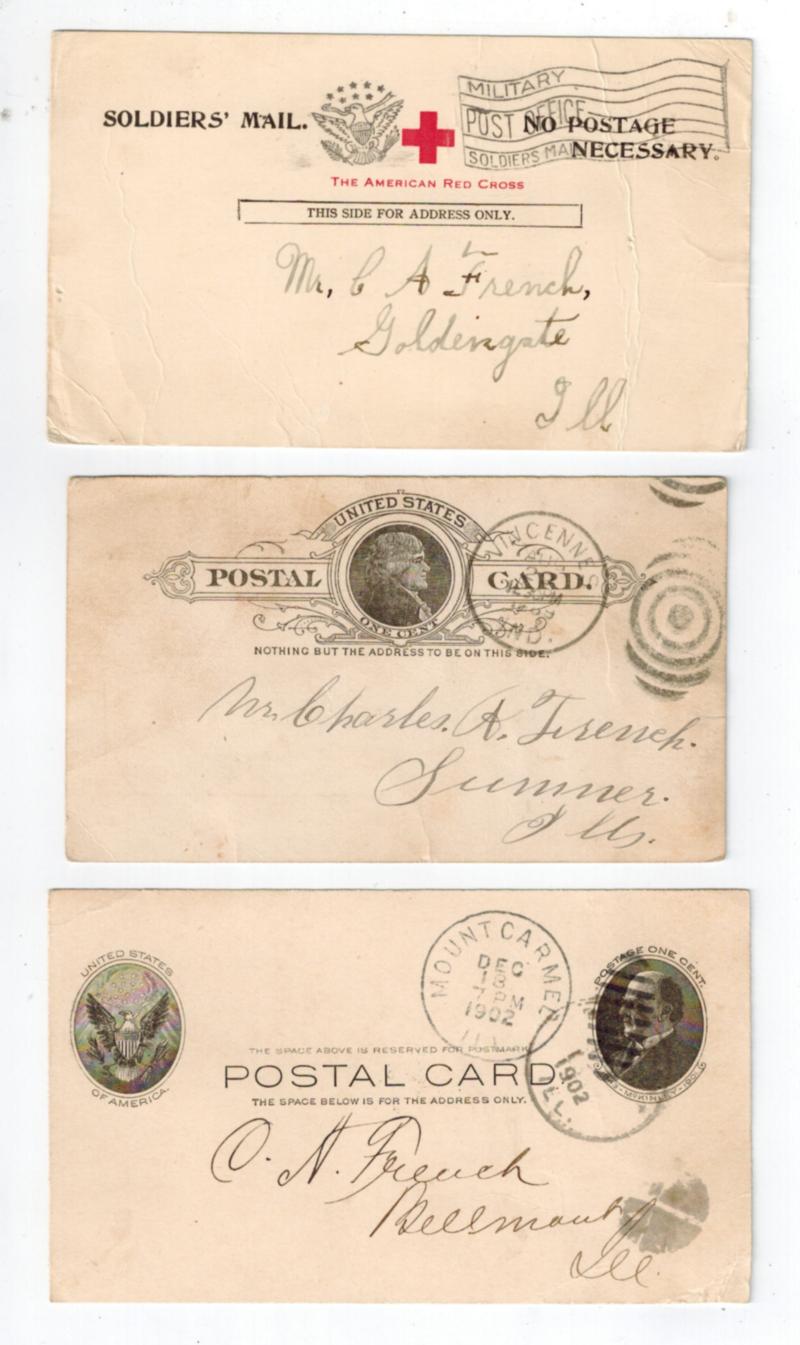 SOLDIERS' MAIL.
MILITARY
POST OFFICE
SOLDIERS MAIL
NO POSTAGE
NECESSARY.
THE AMERICAN RED CROSS
THIS SIDE FOR ADDRESS ONLY.
Mr, C A French,
Goldengate
Ill
UNITED STATES
POSTAL CARD.
ONE CENT
VINCENNES
IND.
NOTHING BUT THE ADDRESS TO BE ON THIS SIDE.
Mr. Charles. A. French.
Sumner.
Ills.
UNITED STATES
OF AMERICA.
MOUNT CARMEL
DEC
13
7 PM
1902
ILL
POSTAGE ONE CENT.
McKINLEY
THE SPACE ABOVE IS RESERVED FOR POSTMARK
POSTAL CARD
THE SPACE BELOW IS FOR THE ADDRESS ONLY.
1902
ILL.
C. A. French
Bellmont
Ill.